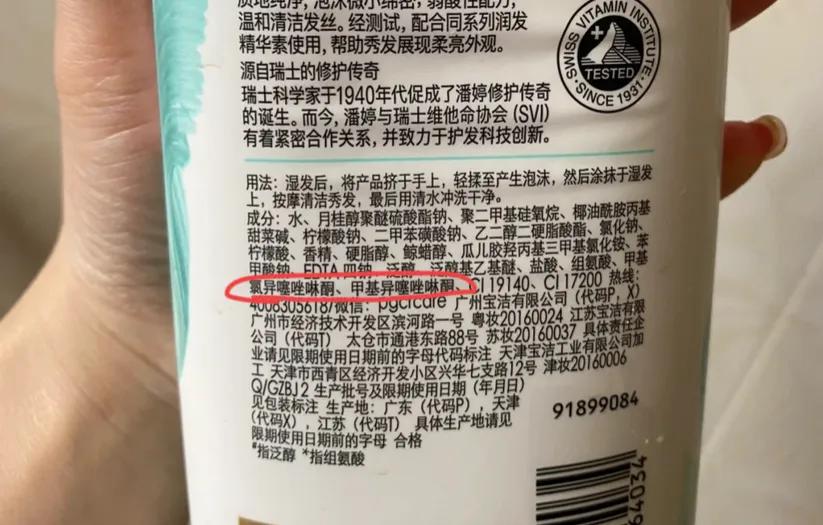 质地纯净，泡沫微小绵密，弱酸性配方，
温和清洁发丝。经测试，配合同系列润发
精华素使用，帮助秀发展现柔亮外观。
源自瑞士的修护传奇
瑞士科学家于1940年代促成了潘婷修护传奇
的诞生。而今，潘婷与瑞士维他命协会 (SVI)
有着紧密合作关系，并致力于护发科技创新。
SWISS VITAMIN INSTITUTE
TESTED
SINCE 1931
用法：湿发后，将产品挤于手上，轻揉至产生泡沫，然后涂抹于湿发
上，按摩清洁秀发，最后用清水冲洗干净。
成分：水、月桂醇聚醚硫酸酯钠、聚二甲基硅氧烷、椰油酰胺丙基
甜菜碱、柠檬酸钠、二甲苯磺酸钠、乙二醇二硬脂酸酯、氯化钠、
柠檬酸、香精、硬脂醇、鲸蜡醇、瓜儿胶羟丙基三甲基氯化铵、苯
甲酸钠、EDTA 四钠、泛醇、泛醇基乙基醚、盐酸、组氨酸、甲基
氯异噻唑啉酮、甲基异噻唑啉酮、CI 19140、CI 17200 热线：
4008305618/微信：pgcrcare 广州宝洁有限公司（代码P，X）
广州市经济技术开发区滨河路一号 粤妆20160024 江苏宝洁有限
公司（代码T） 太仓市通港东路88号 苏妆20160037 具体责任企
业请见限期使用日期前的字母代码标注 天津宝洁工业有限公司加
工 天津市西青区经济开发小区兴华七支路12号 津妆20160006
Q/GZBJ 2 生产批号及限期使用日期（年月日）
见包装标注 生产地：广东（代码P），天津
（代码X），江苏（代码T） 具体生产地请见
限期使用日期前的字母 合格
#指泛醇 *指组氨酸
91899084
64034